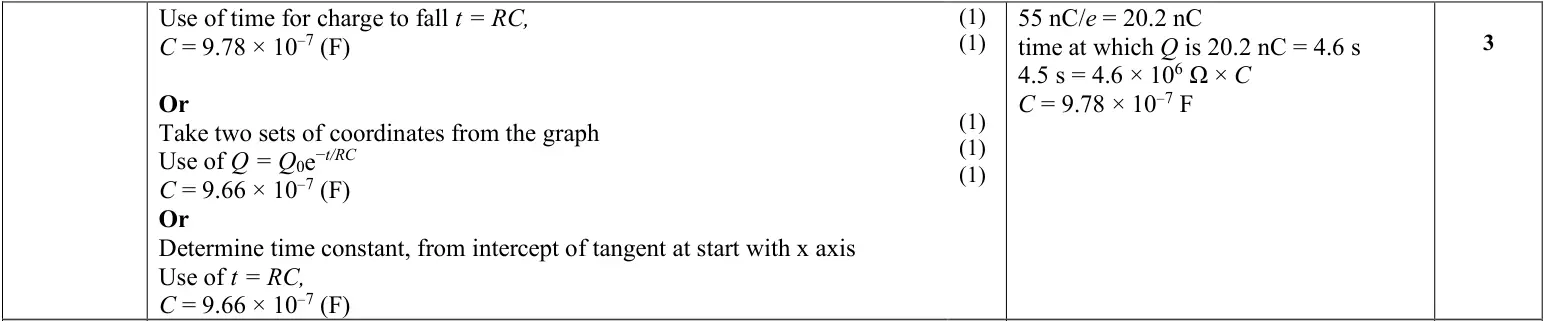 Use of time for charge to fall t = RC, (1)
C = 9.78 × 10⁻⁷ (F) (1)
Or
Take two sets of coordinates from the graph (1)
Use of Q = Q₀e⁻ᵗ/ᴿᶜ (1)
C = 9.66 × 10⁻⁷ (F) (1)
Or
Determine time constant, from intercept of tangent at start with x axis
Use of t = RC,
C = 9.66 × 10⁻⁷ (F)
55 nC/e = 20.2 nC
time at which Q is 20.2 nC = 4.6 s
4.5 s = 4.6 × 10⁶ Ω × C
C = 9.78 × 10⁻⁷ F
3